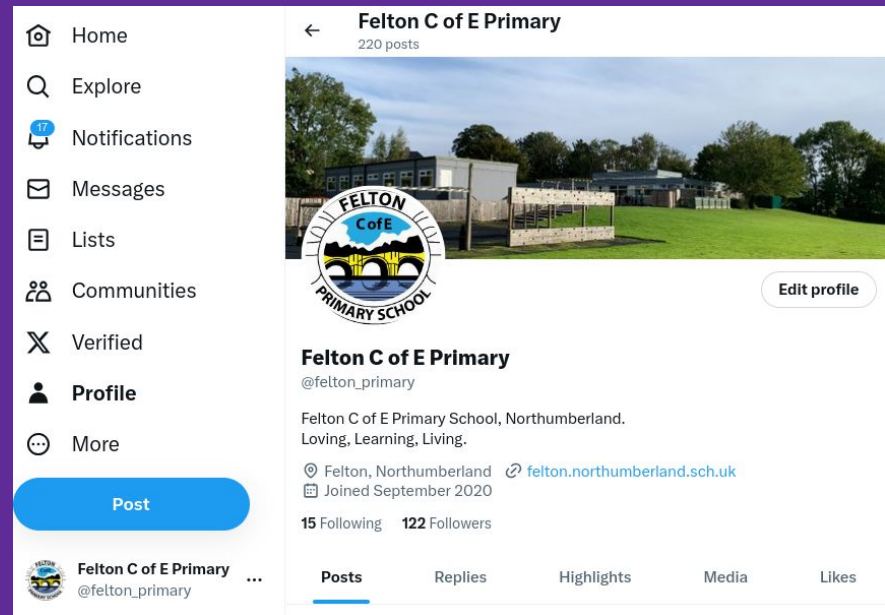 Home
Explore
17
Notifications
Messages
Lists
Communities
Verified
Profile
More
Post
Felton C of E Primary
@felton_primary
Felton C of E Primary
220 posts
FELTON
C of E
PRIMARY SCHOOL
Edit profile
Felton C of E Primary
@felton_primary
Felton C of E Primary School, Northumberland.
Loving, Learning, Living.
Felton, Northumberland felton.northumberland.sch.uk
Joined September 2020
15 Following 122 Followers
Posts Replies Highlights Media Likes